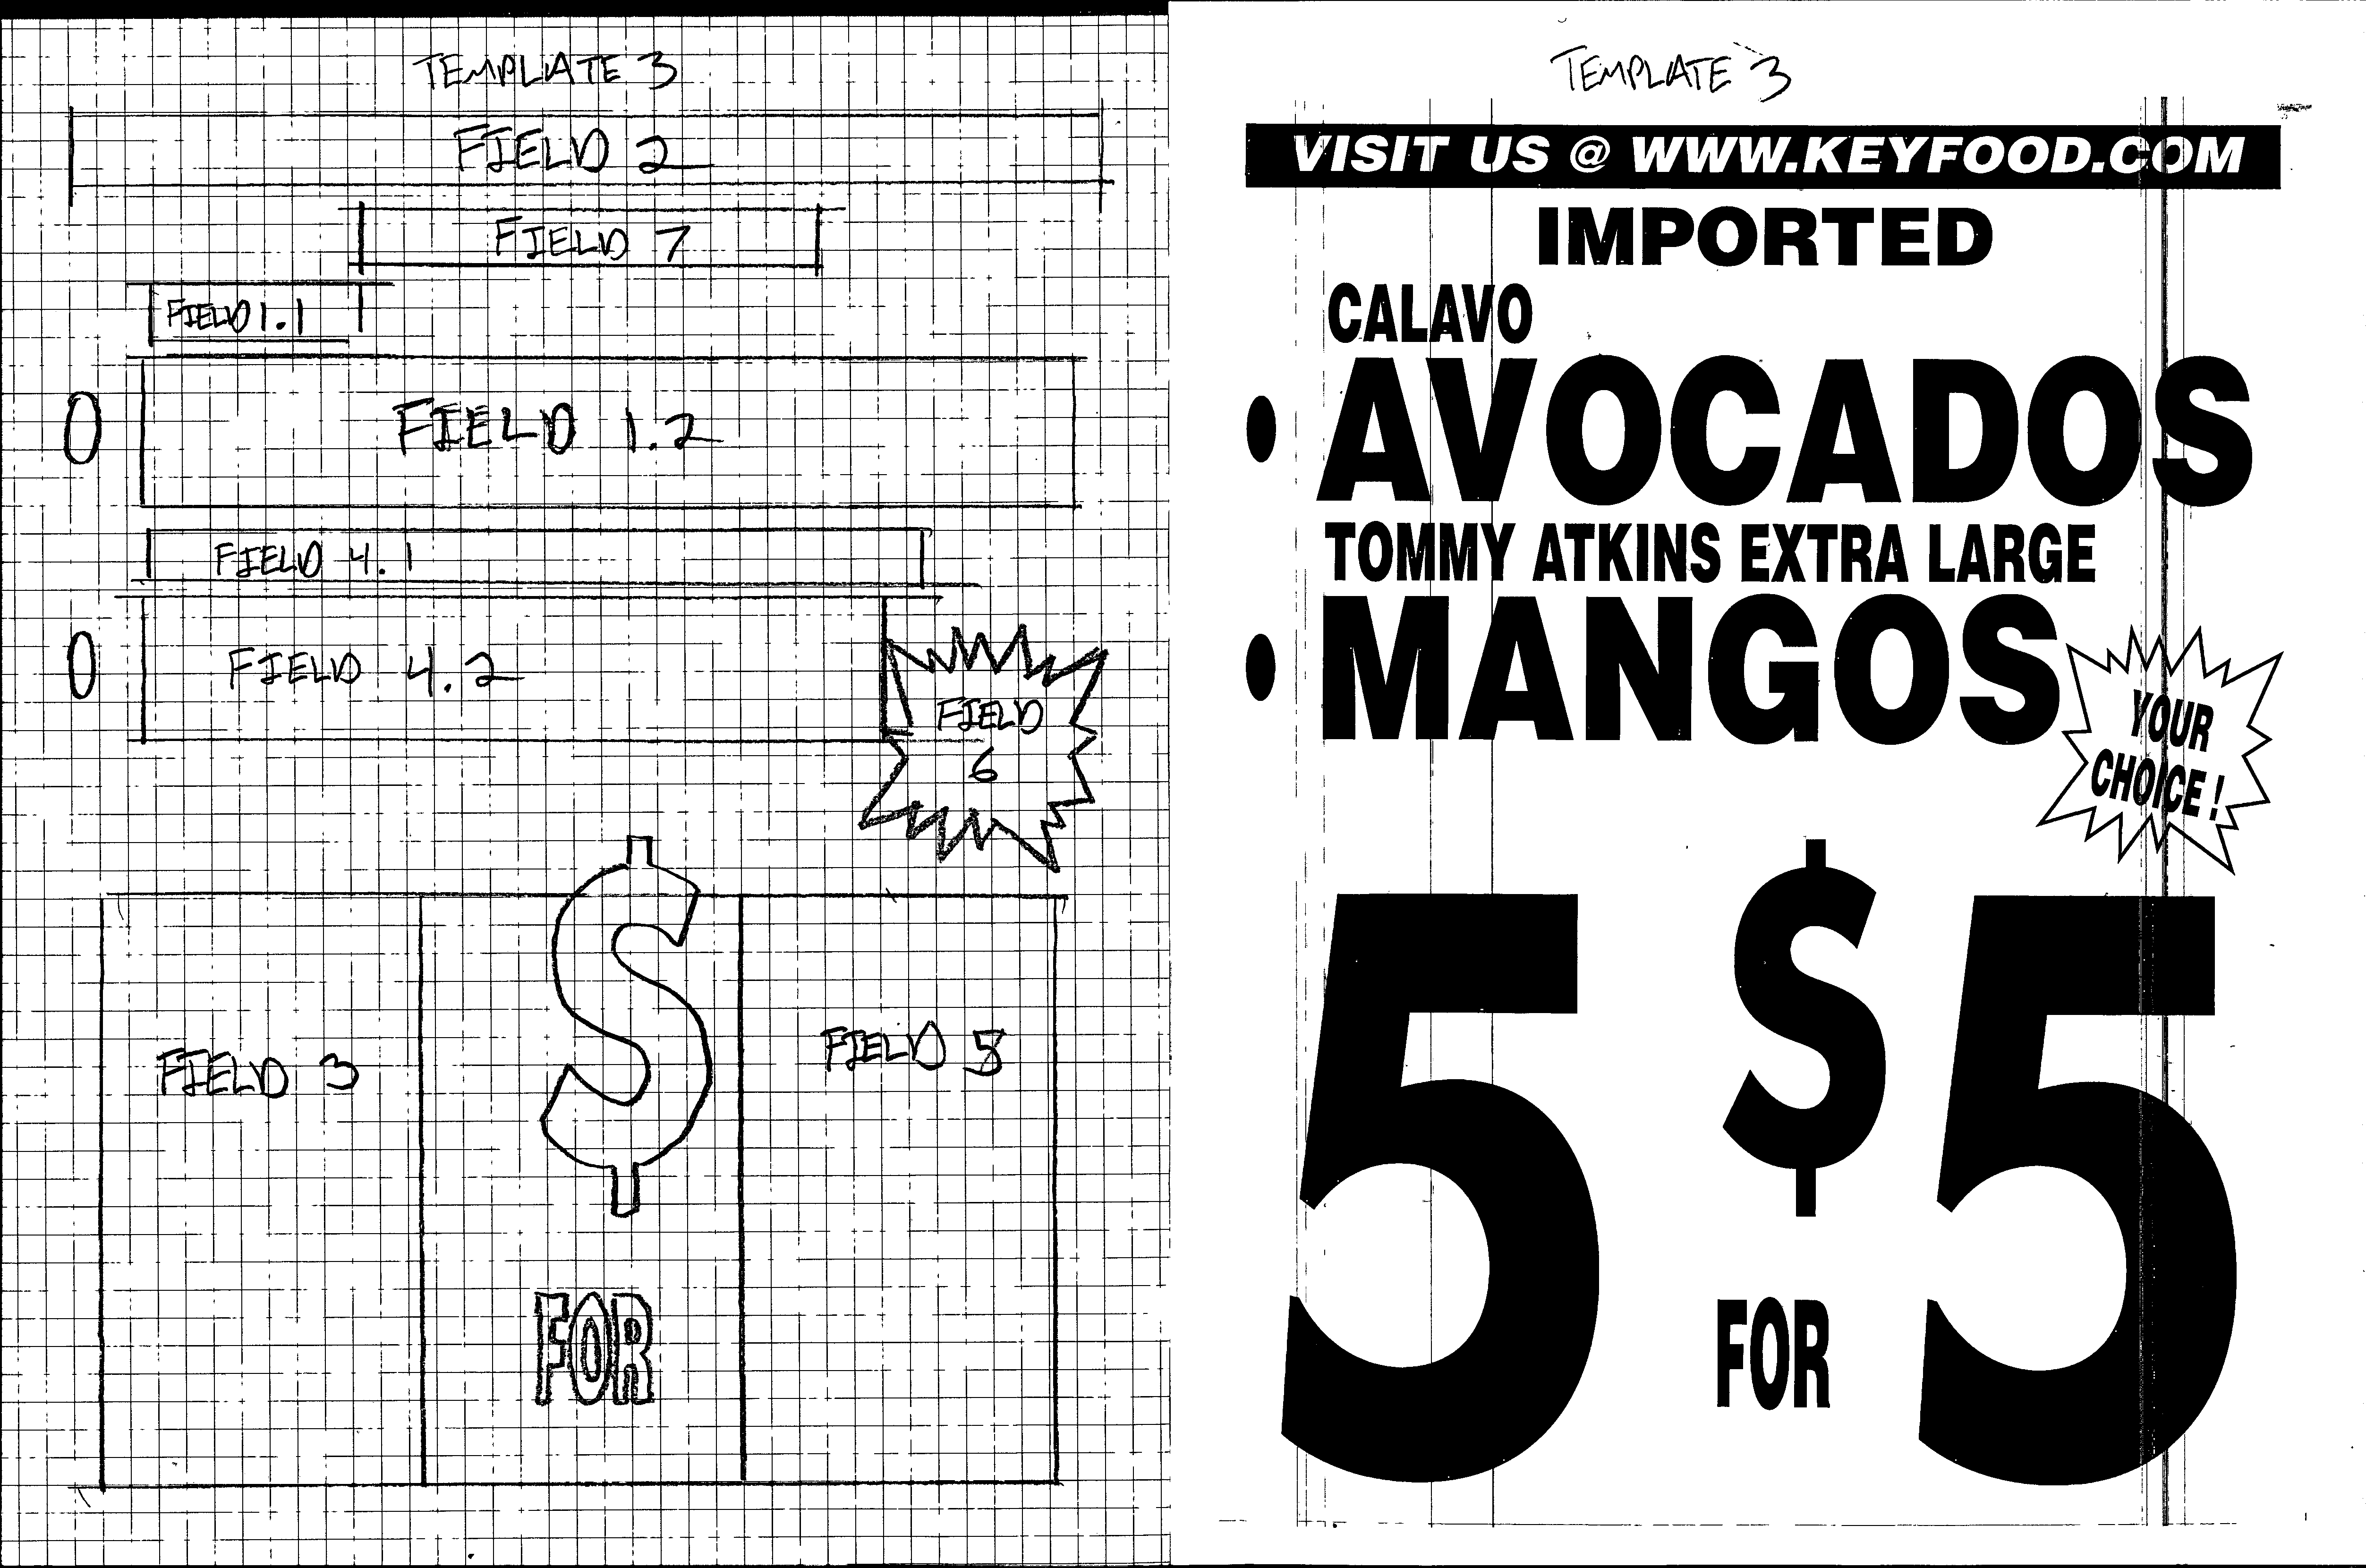 TEMPLATE 3
FIELD 2
FIELD 7
FIELD 1.1
FIELD 1.2
FIELD 4.1
FIELD 4.2
FIELD
6
$
FIELD 3
FIELD 5
FOR
TEMPLATE 3
VISIT US @ WWW.KEYFOOD.COM
IMPORTED
CALAVO
• AVOCADOS
TOMMY ATKINS EXTRA LARGE
• MANGOS
YOUR
CHOICE!
5 $ 5
FOR